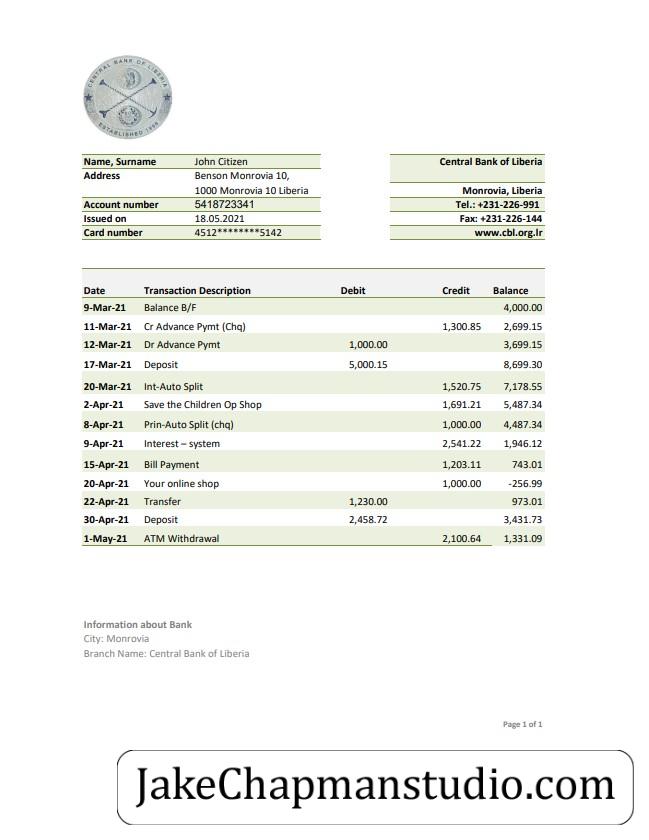 CENTRAL BANK OF LIBERIA
Name, Surname John Citizen
Address Benson Monrovia 10,
1000 Monrovia 10 Liberia
Account number 5418723341
Issued on 18.05.2021
Card number 4512********5142
Central Bank of Liberia
Monrovia, Liberia
Tel.: +231-226-991
Fax: +231-226-144
www.cbl.org.lr
Date Transaction Description Debit Credit Balance
9-Mar-21 Balance B/F 4,000.00
11-Mar-21 Cr Advance Pymt (Chq) 1,300.85 2,699.15
12-Mar-21 Dr Advance Pymt 1,000.00 3,699.15
17-Mar-21 Deposit 5,000.15 8,699.30
20-Mar-21 Int-Auto Split 1,520.75 7,178.55
2-Apr-21 Save the Children Op Shop 1,691.21 5,487.34
8-Apr-21 Prin-Auto Split (chq) 1,000.00 4,487.34
9-Apr-21 Interest – system 2,541.22 1,946.12
15-Apr-21 Bill Payment 1,203.11 743.01
20-Apr-21 Your online shop 1,000.00 -256.99
22-Apr-21 Transfer 1,230.00 973.01
30-Apr-21 Deposit 2,458.72 3,431.73
1-May-21 ATM Withdrawal 2,100.64 1,331.09
Information about Bank
City: Monrovia
Branch Name: Central Bank of Liberia
Page 1 of 1
JakeChapmanstudio.com